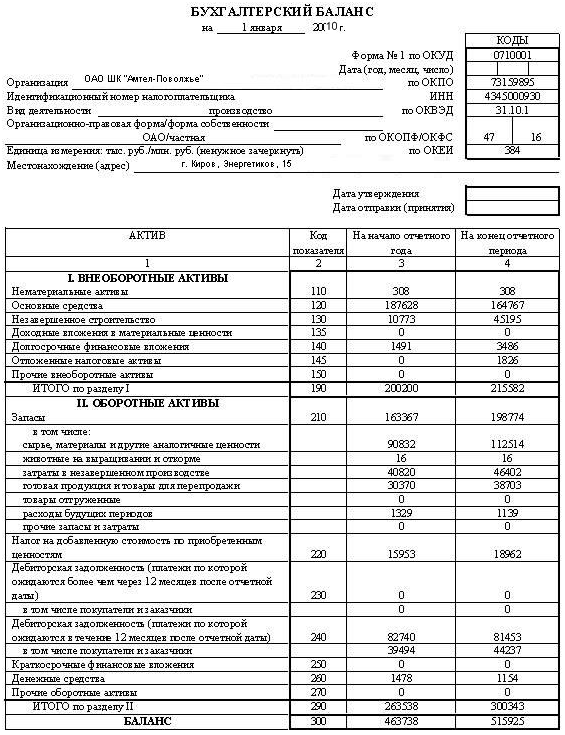 БУХГАЛТЕРСКИЙ БАЛАНС
на 1 января 2010 г.
КОДЫ
Форма № 1 по ОКУД 0710001
Дата (год, месяц, число)
Организация ОАО ШК "Амтел-Поволжье" по ОКПО 73159895
Идентификационный номер налогоплательщика ИНН 4345000930
Вид деятельности производство по ОКВЭД 31.10.1
Организационно-правовая форма/форма собственности
ОАО/частная по ОКОПФ/ОКФС 47 16
Единица измерения: тыс. руб./млн. руб. (ненужное зачеркнуть) по ОКЕИ 384
Местонахождение (адрес) г. Киров, Энергетиков, 15
Дата утверждения
Дата отправки (принятия)
АКТИВ Код показателя На начало отчетного года На конец отчетного периода
1 2 3 4
I. ВНЕОБОРОТНЫЕ АКТИВЫ
Нематериальные активы 110 308 308
Основные средства 120 187628 164767
Незавершенное строительство 130 10773 45195
Доходные вложения в материальные ценности 135 0 0
Долгосрочные финансовые вложения 140 1491 3486
Отложенные налоговые активы 145 0 1826
Прочие внеоборотные активы 150 0 0
ИТОГО по разделу I 190 200200 215582
II. ОБОРОТНЫЕ АКТИВЫ
Запасы 210 163367 198774
в том числе:
сырье, материалы и другие аналогичные ценности 90832 112514
животные на выращивании и откорме 16 16
затраты в незавершенном производстве 40820 46402
готовая продукция и товары для перепродажи 30370 38703
товары отгруженные 0 0
расходы будущих периодов 1329 1139
прочие запасы и затраты 0 0
Налог на добавленную стоимость по приобретенным
ценностям 220 15953 18962
Дебиторская задолженность (платежи по которой
ожидаются более чем через 12 месяцев после отчетной
даты) 230 0 0
в том числе покупатели и заказчики 0 0
Дебиторская задолженность (платежи по которой
ожидаются в течение 12 месяцев после отчетной даты) 240 82740 81453
в том числе покупатели и заказчики 39494 44237
Краткосрочные финансовые вложения 250 0 0
Денежные средства 260 1478 1154
Прочие оборотные активы 270 0 0
ИТОГО по разделу II 290 263538 300343
БАЛАНС 300 463738 515925